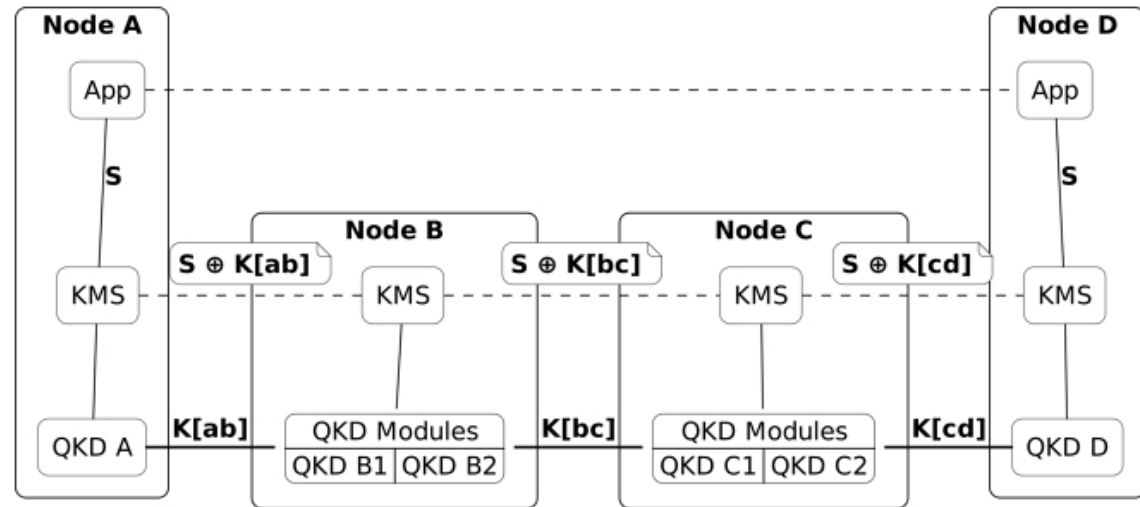 Node A
Node D
App
App
S
S
Node B
Node C
S ⊕ K[ab]
S ⊕ K[bc]
S ⊕ K[cd]
KMS
KMS
KMS
KMS
K[ab]
K[bc]
K[cd]
QKD A
QKD Modules
QKD B1
QKD B2
QKD Modules
QKD C1
QKD C2
QKD D